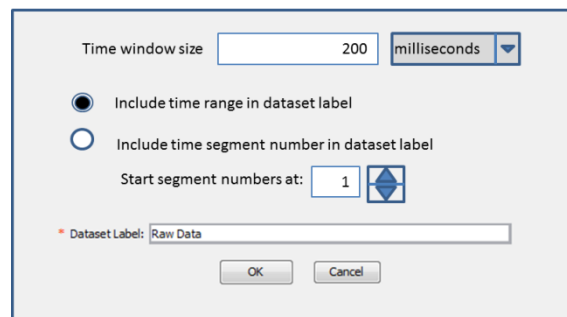 Time window size 200 milliseconds
Include time range in dataset label
Include time segment number in dataset label
Start segment numbers at: 1
* Dataset Label: Raw Data
OK Cancel